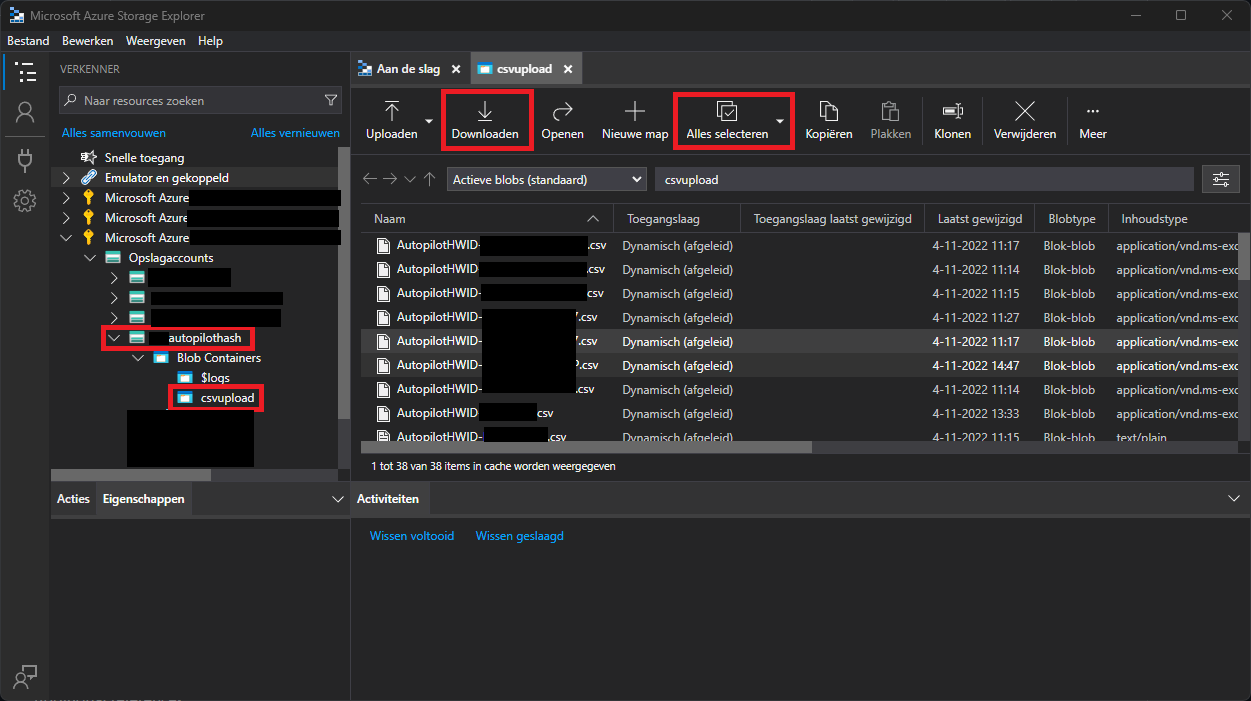 Microsoft Azure Storage Explorer
Bestand Bewerken Weergeven Help
VERKENNER
Naar resources zoeken
Alles samenvouwen Alles vernieuwen
Snelle toegang
Emulator en gekoppeld
Microsoft Azure
Microsoft Azure
Microsoft Azure
Opslagaccounts
autopilothash
Blob Containers
$logs
csvupload
Acties Eigenschappen
Aan de slag csvupload
Uploaden Downloaden Openen Nieuwe map Alles selecteren Kopiëren Plakken Klonen Verwijderen Meer
Actieve blobs (standaard) csvupload
Naam Toegangslaag Toegangslaag laatst gewijzigd Laatst gewijzigd Blobtype Inhoudstype
AutopilotHWID- .csv Dynamisch (afgeleid) 4-11-2022 11:17 Blok-blob application/vnd.ms-exc
AutopilotHWID- .csv Dynamisch (afgeleid) 4-11-2022 11:14 Blok-blob application/vnd.ms-exc
AutopilotHWID- csv Dynamisch (afgeleid) 4-11-2022 11:15 Blok-blob application/vnd.ms-exc
AutopilotHWID- .csv Dynamisch (afgeleid) 4-11-2022 11:27 Blok-blob application/vnd.ms-exc
AutopilotHWID- .csv Dynamisch (afgeleid) 4-11-2022 11:17 Blok-blob application/vnd.ms-exc
AutopilotHWID- .csv Dynamisch (afgeleid) 4-11-2022 14:47 Blok-blob application/vnd.ms-exc
AutopilotHWID- .csv Dynamisch (afgeleid) 4-11-2022 11:14 Blok-blob application/vnd.ms-exc
AutopilotHWID- .csv Dynamisch (afgeleid) 4-11-2022 13:33 Blok-blob application/vnd.ms-exc
AutopilotHWID- .csv Dynamisch (afgeleid) 4-11-2022 11:15 Blok-blob text/plain
1 tot 38 van 38 items in cache worden weergegeven
Activiteiten
Wissen voltooid Wissen geslaagd